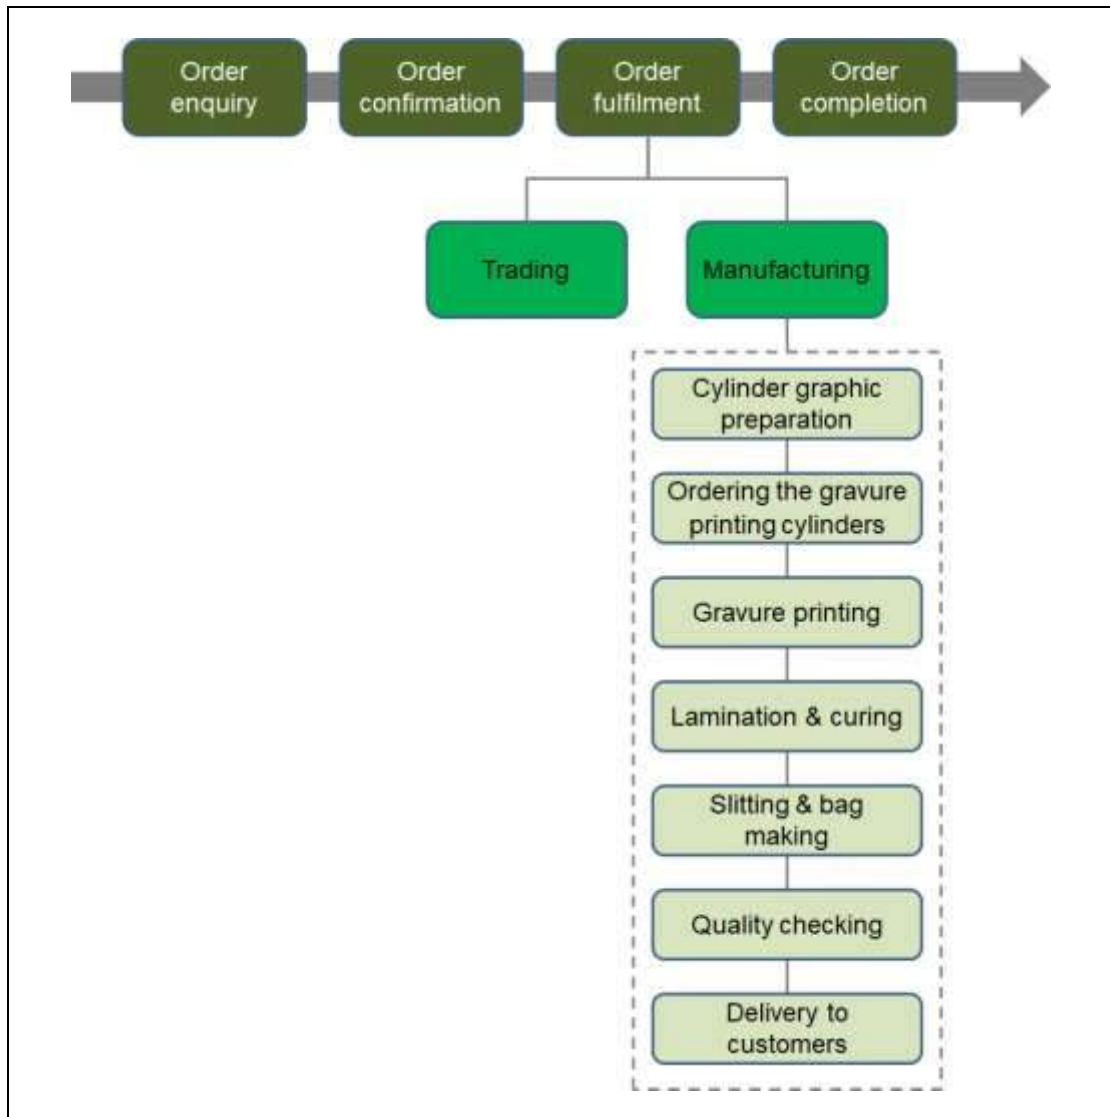 Order
enquiry
Order
confirmation
Order
fulfilment
Order
completion
Trading
Manufacturing
Cylinder graphic
preparation
Ordering the gravure
printing cylinders
Gravure printing
Lamination & curing
Slitting & bag
making
Quality checking
Delivery to
customers